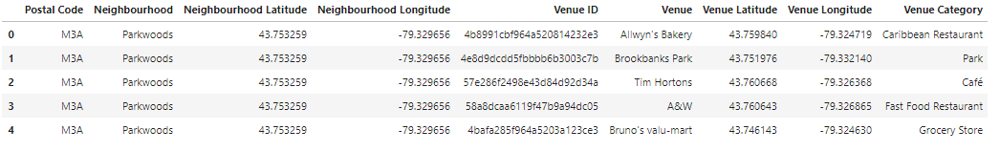 Postal Code Neighbourhood Neighbourhood Latitude Neighbourhood Longitude Venue ID Venue Venue Latitude Venue Longitude Venue Category
0 M3A Parkwoods 43.753259 -79.329656 4b8991cbf964a520814232e3 Allwyn's Bakery 43.759840 -79.324719 Caribbean Restaurant
1 M3A Parkwoods 43.753259 -79.329656 4e8d9dcdd5fbbbb6b3003c7b Brookbanks Park 43.751976 -79.332140 Park
2 M3A Parkwoods 43.753259 -79.329656 57e286f2498e43d84d92d34a Tim Hortons 43.760668 -79.326368 Café
3 M3A Parkwoods 43.753259 -79.329656 58a8dcaa6119f47b9a94dc05 A&W 43.760643 -79.326865 Fast Food Restaurant
4 M3A Parkwoods 43.753259 -79.329656 4bafa285f964a5203a123ce3 Bruno's valu-mart 43.746143 -79.324630 Grocery Store